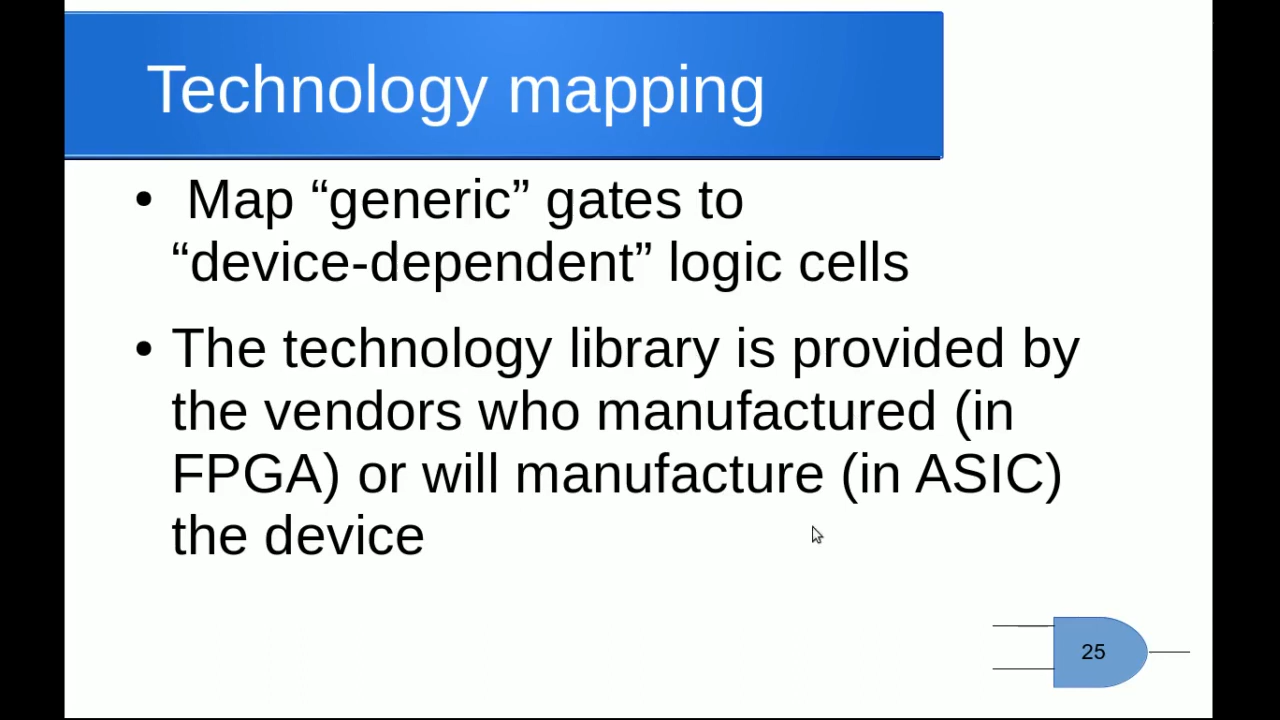 Technology mapping
• Map “generic” gates to
“device-dependent” logic cells
• The technology library is provided by
the vendors who manufactured (in
FPGA) or will manufacture (in ASIC)
the device
25